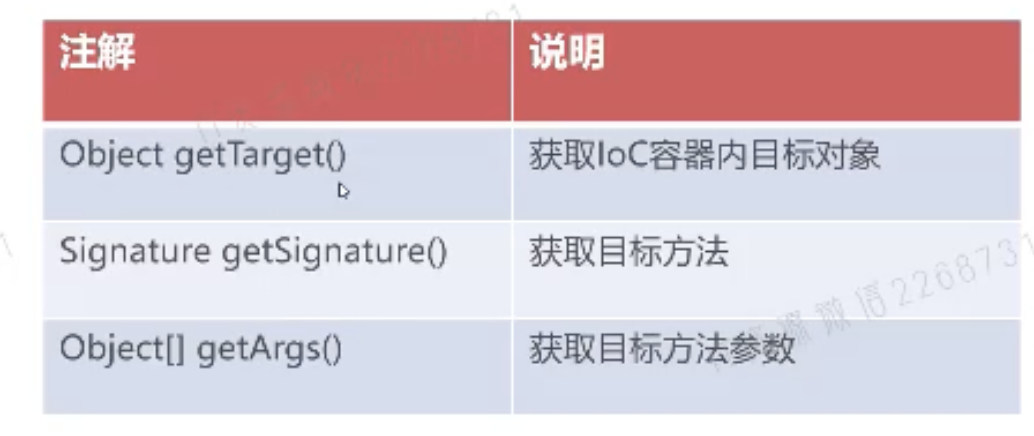 注解 说明
Object getTarget() 获取IoC容器内目标对象
Signature getSignature() 获取目标方法
Object[] getArgs() 获取目标方法参数